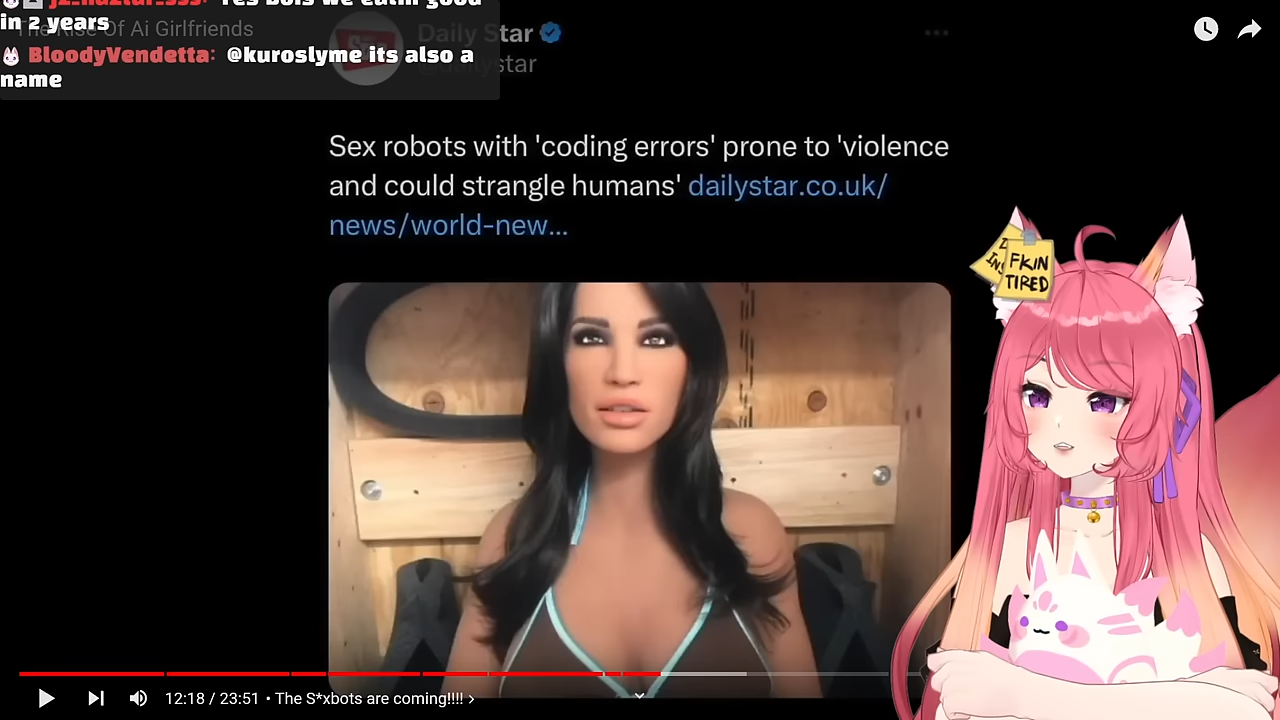 in 2 years
The Rise Of Ai Girlfriends
BloodyVendetta: @kuroslyme its also a
name
Daily Star
@dailystar
Sex robots with 'coding errors' prone to 'violence
and could strangle humans' dailystar.co.uk/
news/world-new...
FKIN
TIRED
12:18 / 23:51 • The S*xbots are coming!!!! ›